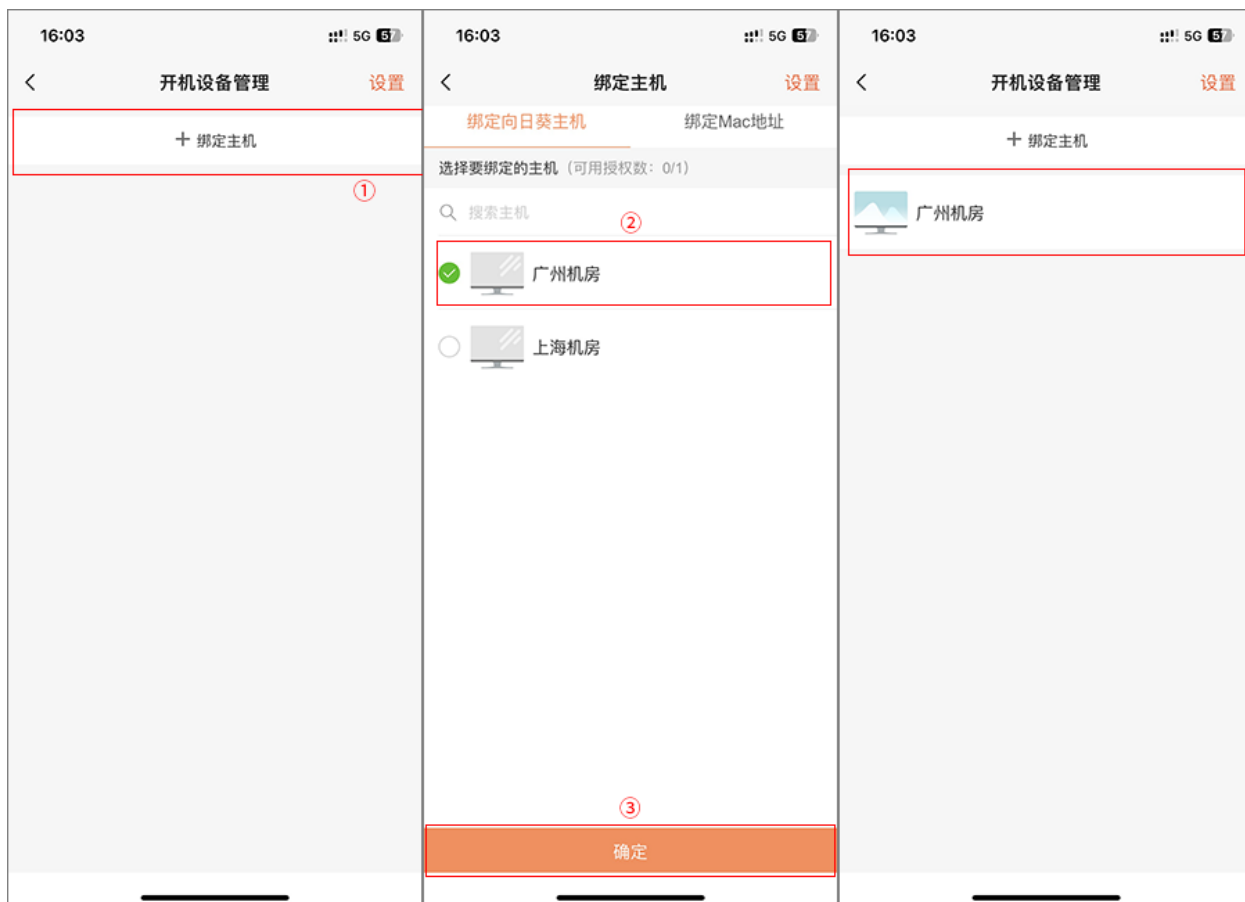 16:03
5G 57
开机设备管理
设置
+ 绑定主机
①
16:03
5G 57
绑定主机
设置
绑定向日葵主机
绑定Mac地址
选择要绑定的主机（可用授权数：0/1）
搜索主机
②
广州机房
上海机房
③
确定
16:03
5G 57
开机设备管理
设置
+ 绑定主机
广州机房